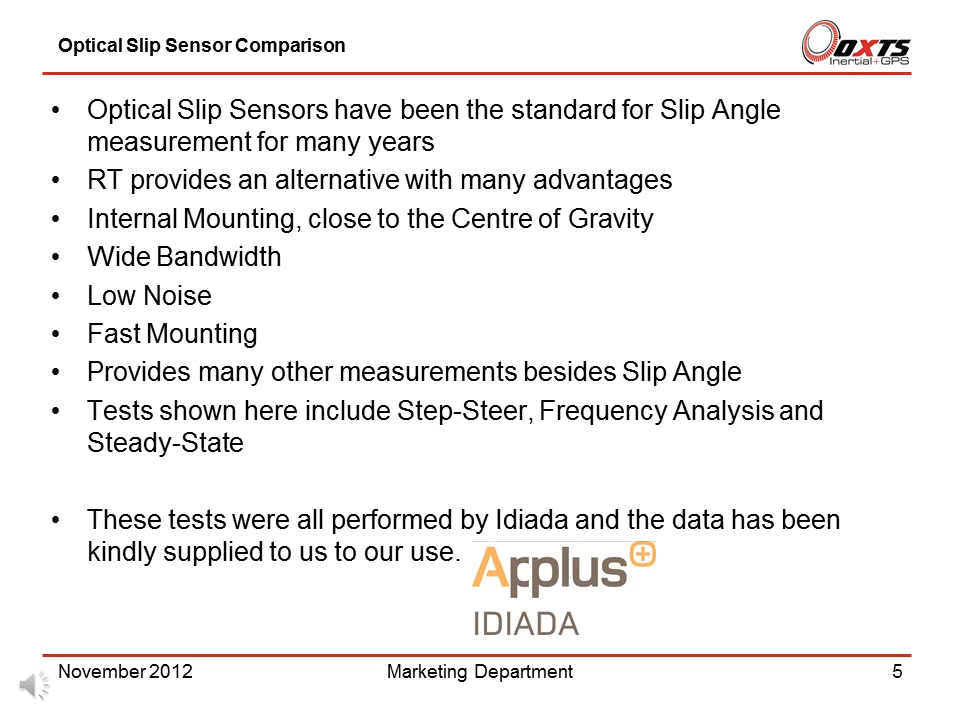 Optical Slip Sensor Comparison
OXTS
Inertial+GPS
• Optical Slip Sensors have been the standard for Slip Angle
measurement for many years
• RT provides an alternative with many advantages
• Internal Mounting, close to the Centre of Gravity
• Wide Bandwidth
• Low Noise
• Fast Mounting
• Provides many other measurements besides Slip Angle
• Tests shown here include Step-Steer, Frequency Analysis and
Steady-State
• These tests were all performed by Idiada and the data has been
kindly supplied to us to our use.
Applus+
IDIADA
November 2012
Marketing Department
5